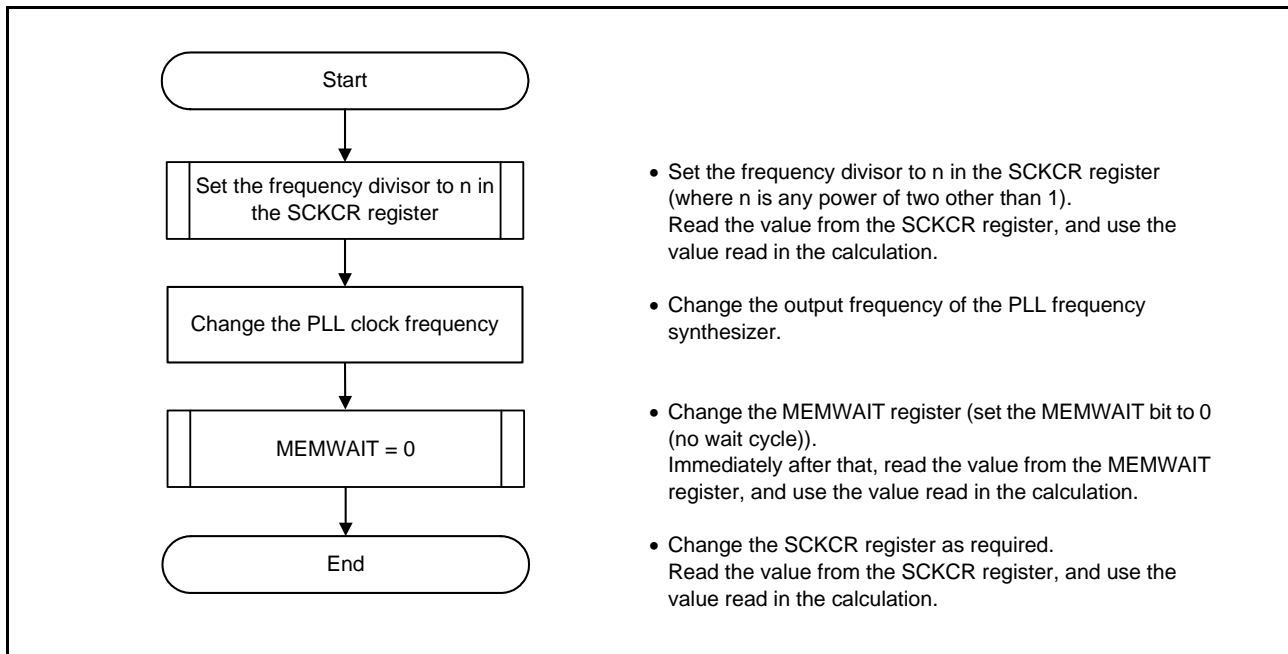 Start
Set the frequency divisor to n in
the SCKCR register
• Set the frequency divisor to n in the SCKCR register
(where n is any power of two other than 1).
Read the value from the SCKCR register, and use the
value read in the calculation.
Change the PLL clock frequency
• Change the output frequency of the PLL frequency
synthesizer.
MEMWAIT = 0
• Change the MEMWAIT register (set the MEMWAIT bit to 0
(no wait cycle)).
Immediately after that, read the value from the MEMWAIT
register, and use the value read in the calculation.
End
• Change the SCKCR register as required.
Read the value from the SCKCR register, and use the
value read in the calculation.